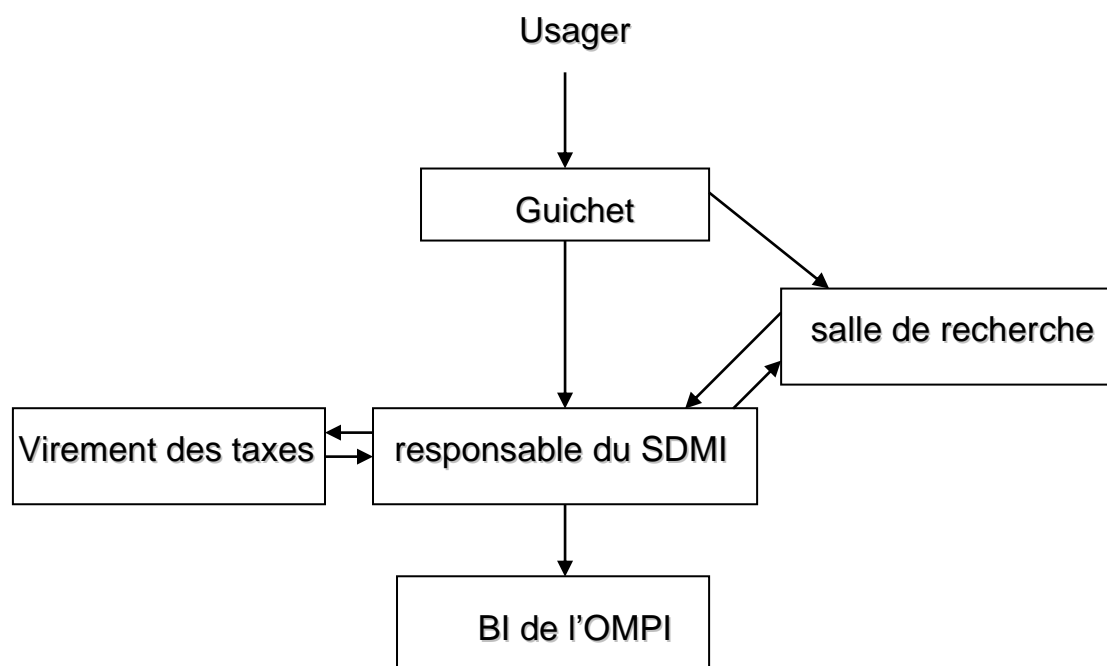 Usager
Guichet
salle de recherche
Virement des taxes
responsable du SDMI
BI de l’OMPI